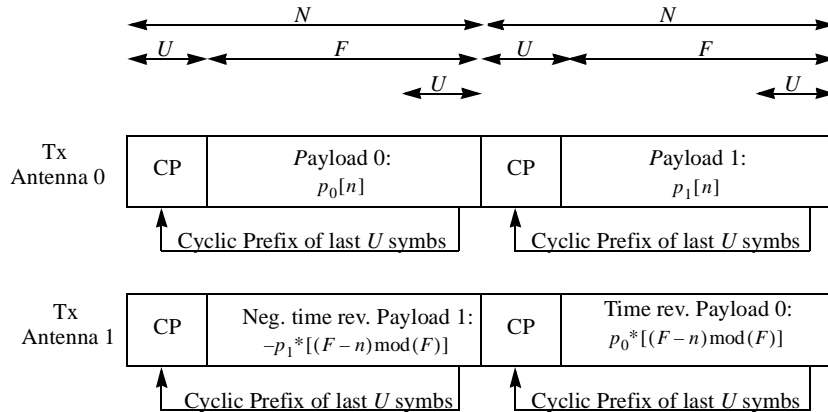 N N
U F U F
U U
Tx
Antenna 0
CP
Payload 0:
p₀[n]
CP
Payload 1:
p₁[n]
Cyclic Prefix of last U symbs
Cyclic Prefix of last U symbs
Tx
Antenna 1
CP
Neg. time rev. Payload 1:
–p₁*[(F – n)mod(F)]
CP
Time rev. Payload 0:
p₀*[(F – n)mod(F)]
Cyclic Prefix of last U symbs
Cyclic Prefix of last U symbs